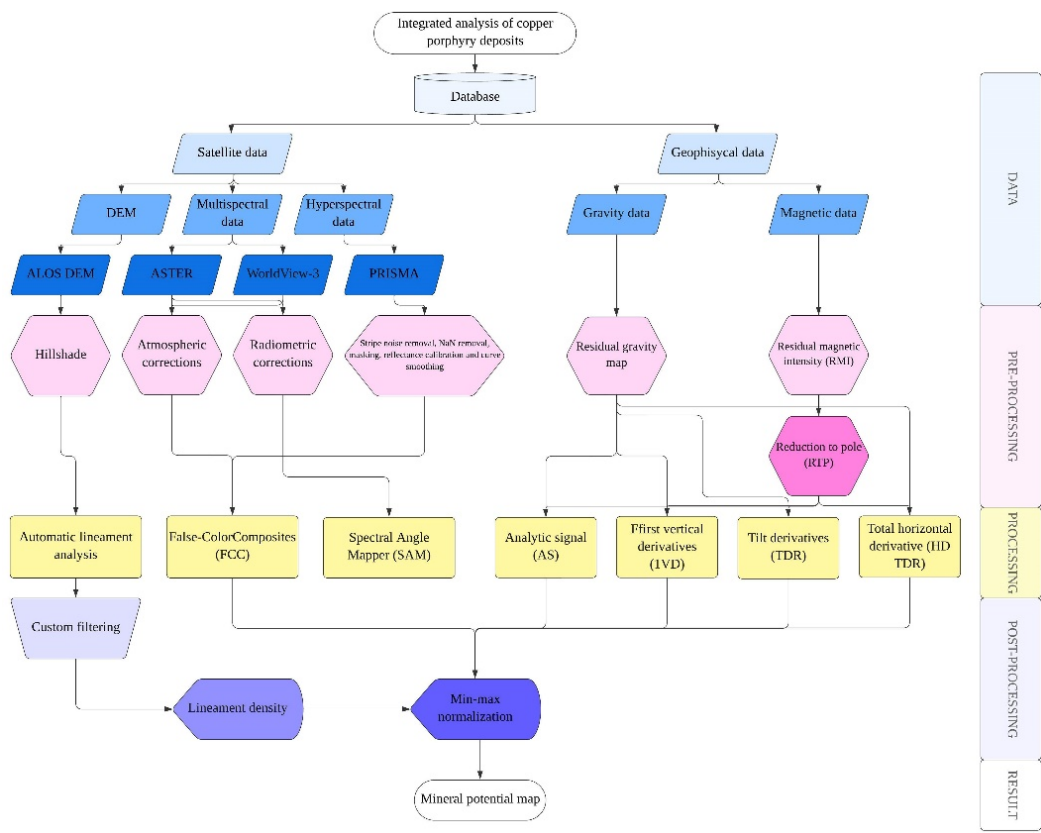 Integrated analysis of copper
porphyry deposits
Database
DATA
Satellite data
Geophisycal data
DEM
Multispectral
data
Hyperspectral
data
Gravity data
Magnetic data
ALOS DEM
ASTER
WorldView-3
PRISMA
PRE-PROCESSING
Hillshade
Atmospheric
corrections
Radiometric
corrections
Stripe noise removal, NaN removal,
masking, reflectance calibration and curve
smoothing
Residual gravity
map
Residual magnetic
intensity (RMI)
Reduction to pole
(RTP)
PROCESSING
Automatic lineament
analysis
False-ColorComposites
(FCC)
Spectral Angle
Mapper (SAM)
Analytic signal
(AS)
Ffirst vertical
derivatives
(1VD)
Tilt derivatives
(TDR)
Total horizontal
derivative (HD
TDR)
POST-PROCESSING
Custom filtering
Lineament density
Min-max
normalization
RESULT
Mineral potential map